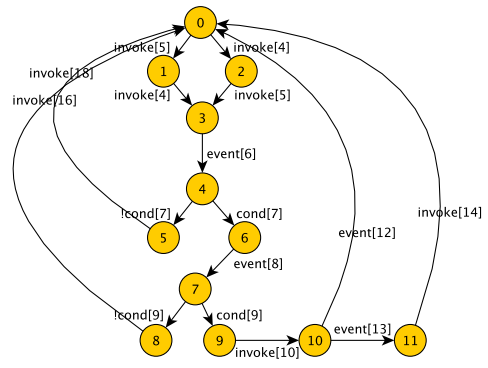 0
invoke[5]
invoke[4]
1
2
invoke[18]
invoke[4]
invoke[5]
invoke[16]
3
event[6]
4
!cond[7]
cond[7]
invoke[14]
5
6
event[12]
event[8]
7
!cond[9]
cond[9]
event[13]
8
9
10
11
invoke[10]